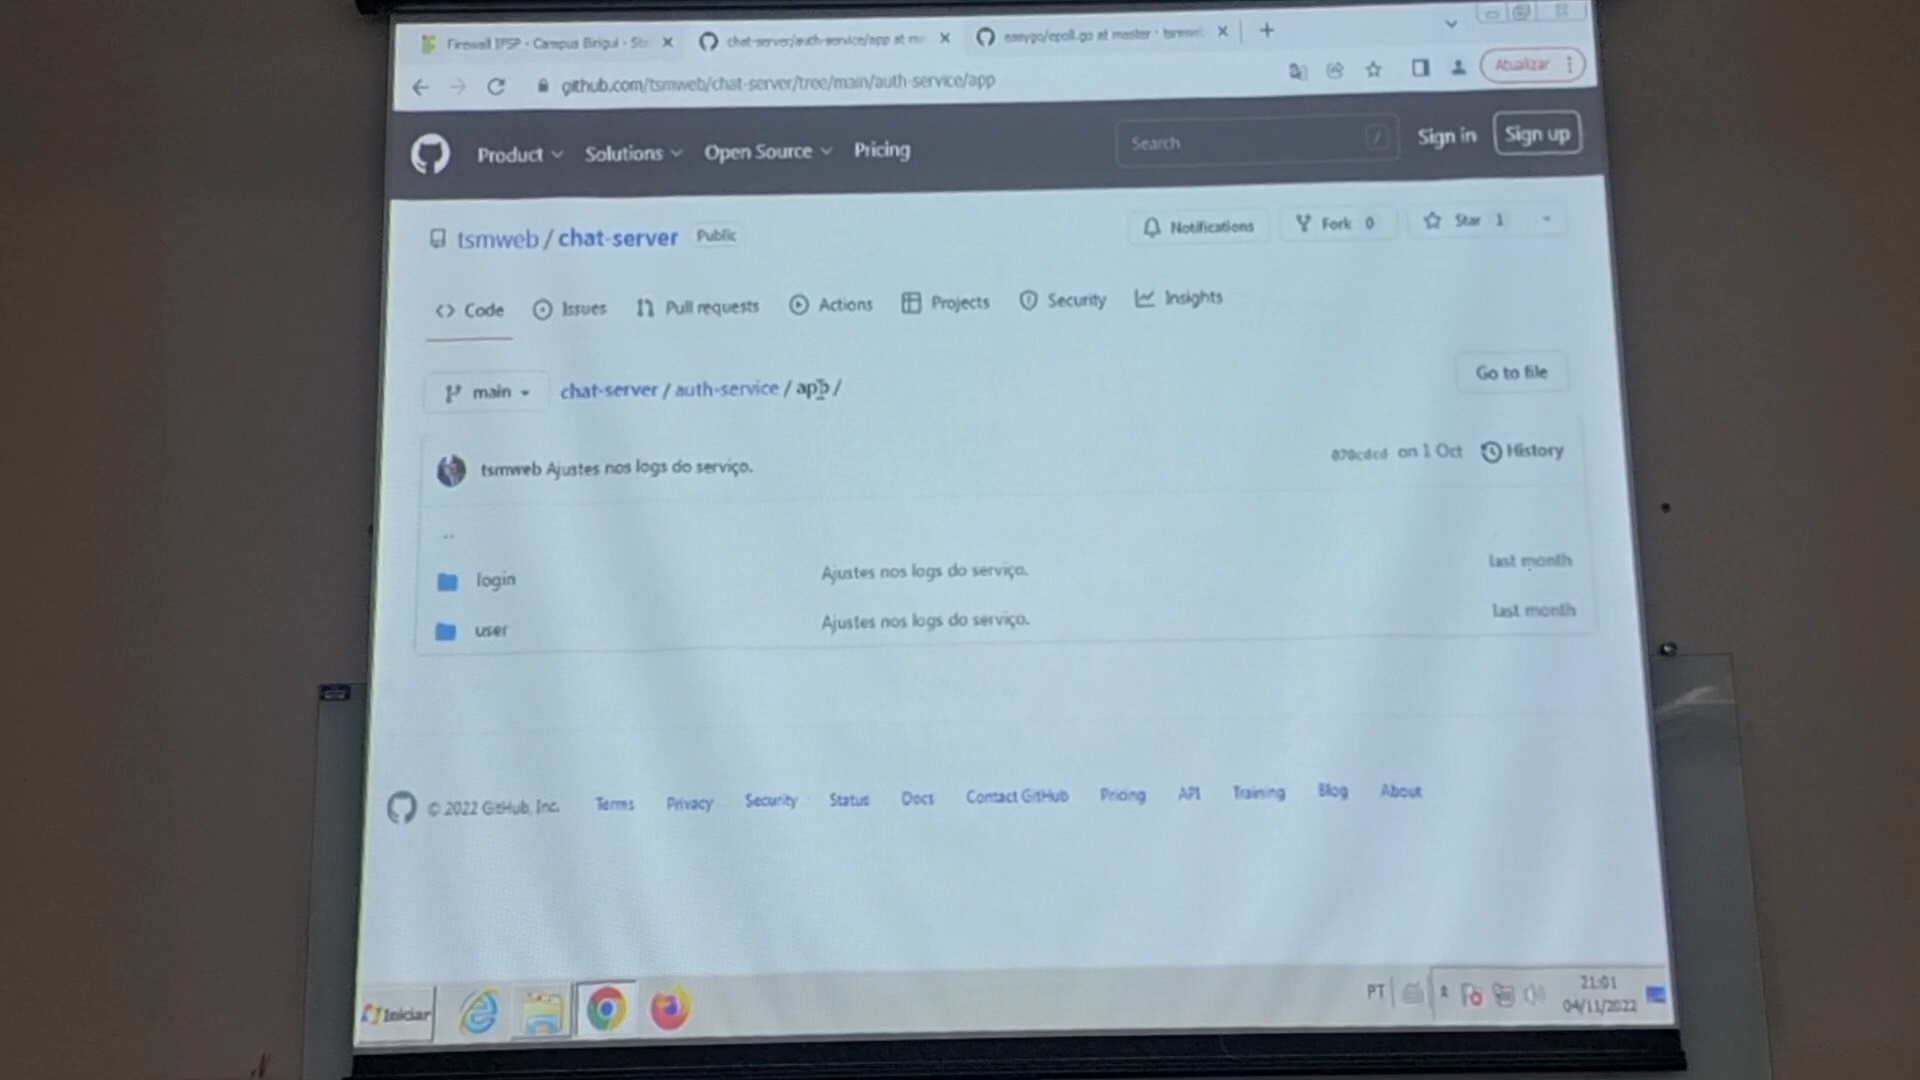 Firewall IFSP - Campus Birigui - Sis
chat-server/auth-service/app at m
easygo/epoll.go at master · tsmweb
github.com/tsmweb/chat-server/tree/main/auth-service/app
Atualizar
Product Solutions Open Source Pricing Search / Sign in Sign up
tsmweb / chat-server Public Notifications Fork 0 Star 1
Code Issues Pull requests Actions Projects Security Insights
main chat-server / auth-service / app / Go to file
tsmweb Ajustes nos logs do serviço. 070cdcd on 1 Oct History
..
login Ajustes nos logs do serviço. last month
user Ajustes nos logs do serviço. last month
© 2022 GitHub, Inc. Terms Privacy Security Status Docs Contact GitHub Pricing API Training Blog About
Iniciar PT 21:01
04/11/2022